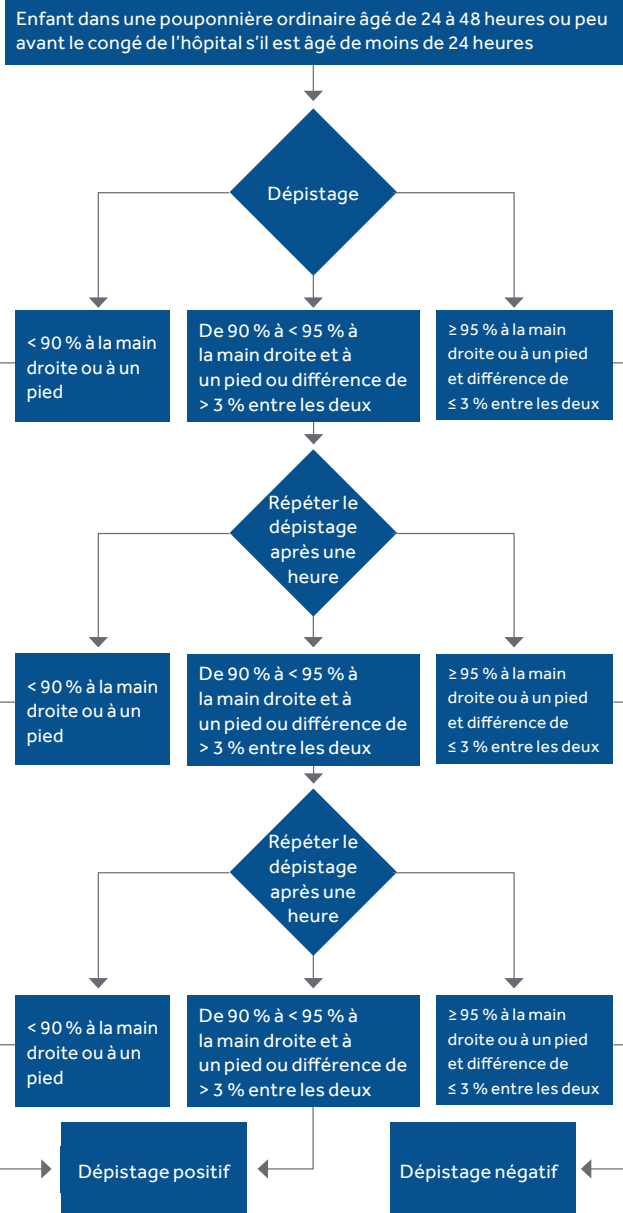 Enfant dans une pouponnière ordinaire âgé de 24 à 48 heures ou peu
avant le congé de l’hôpital s’il est âgé de moins de 24 heures
Dépistage
< 90 % à la main
droite ou à un
pied
De 90 % à < 95 % à
la main droite et à
un pied ou différence de
> 3 % entre les deux
≥ 95 % à la main
droite ou à un pied
et différence de
≤ 3 % entre les deux
Répéter le
dépistage
après une
heure
< 90 % à la main
droite ou à un
pied
De 90 % à < 95 % à
la main droite et à
un pied ou différence de
> 3 % entre les deux
≥ 95 % à la main
droite ou à un pied
et différence de
≤ 3 % entre les deux
Répéter le
dépistage
après une
heure
< 90 % à la main
droite ou à un
pied
De 90 % à < 95 % à
la main droite et à
un pied ou différence de
> 3 % entre les deux
≥ 95 % à la main
droite ou à un pied
et différence de
≤ 3 % entre les deux
Dépistage positif
Dépistage négatif